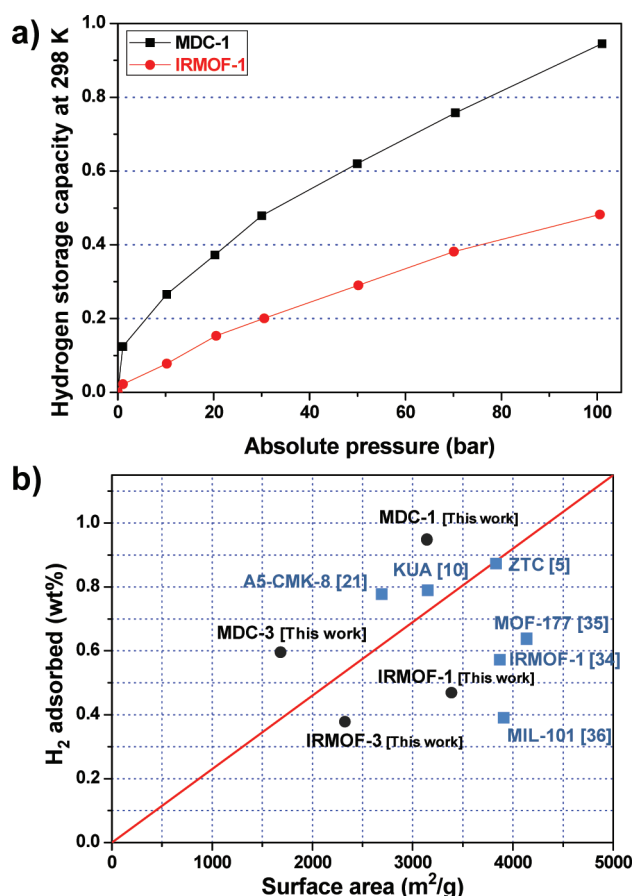 a)
Hydrogen storage capacity at 298 K
1.0
0.8
0.6
0.4
0.2
0.0
MDC-1
IRMOF-1
0
20
40
60
80
100
Absolute pressure (bar)
b)
H2 adsorbed (wt%)
1.0
0.8
0.6
0.4
0.2
0.0
MDC-1 [This work]
A5-CMK-8 [21]
KUA [10]
ZTC [5]
MDC-3 [This work]
MOF-177 [35]
IRMOF-1 [This work]
IRMOF-1 [34]
IRMOF-3 [This work]
MIL-101 [36]
0
1000
2000
3000
4000
5000
Surface area (m²/g)